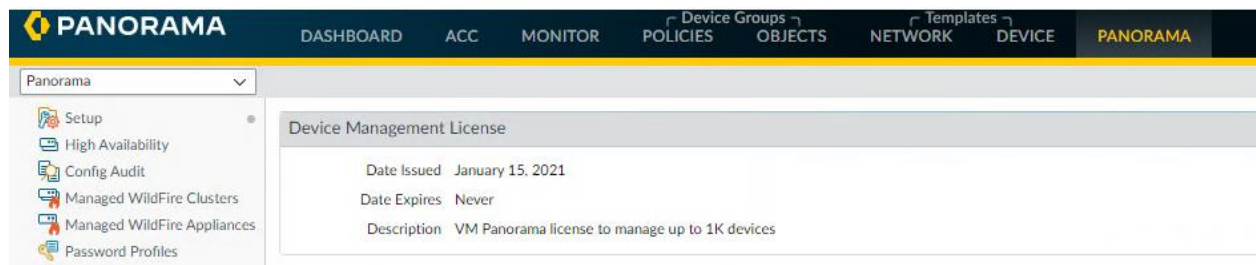 PANORAMA
Device Groups Templates
DASHBOARD ACC MONITOR POLICIES OBJECTS NETWORK DEVICE PANORAMA
Panorama
Setup
High Availability
Config Audit
Managed WildFire Clusters
Managed WildFire Appliances
Password Profiles
Device Management License
Date Issued January 15, 2021
Date Expires Never
Description VM Panorama license to manage up to 1K devices